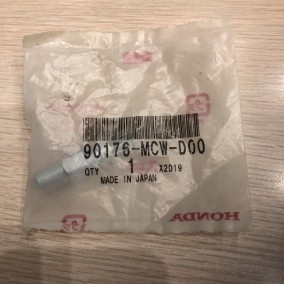 90176-MCW-D00
QTY 1 X2D19
MADE IN JAPAN
HONDA